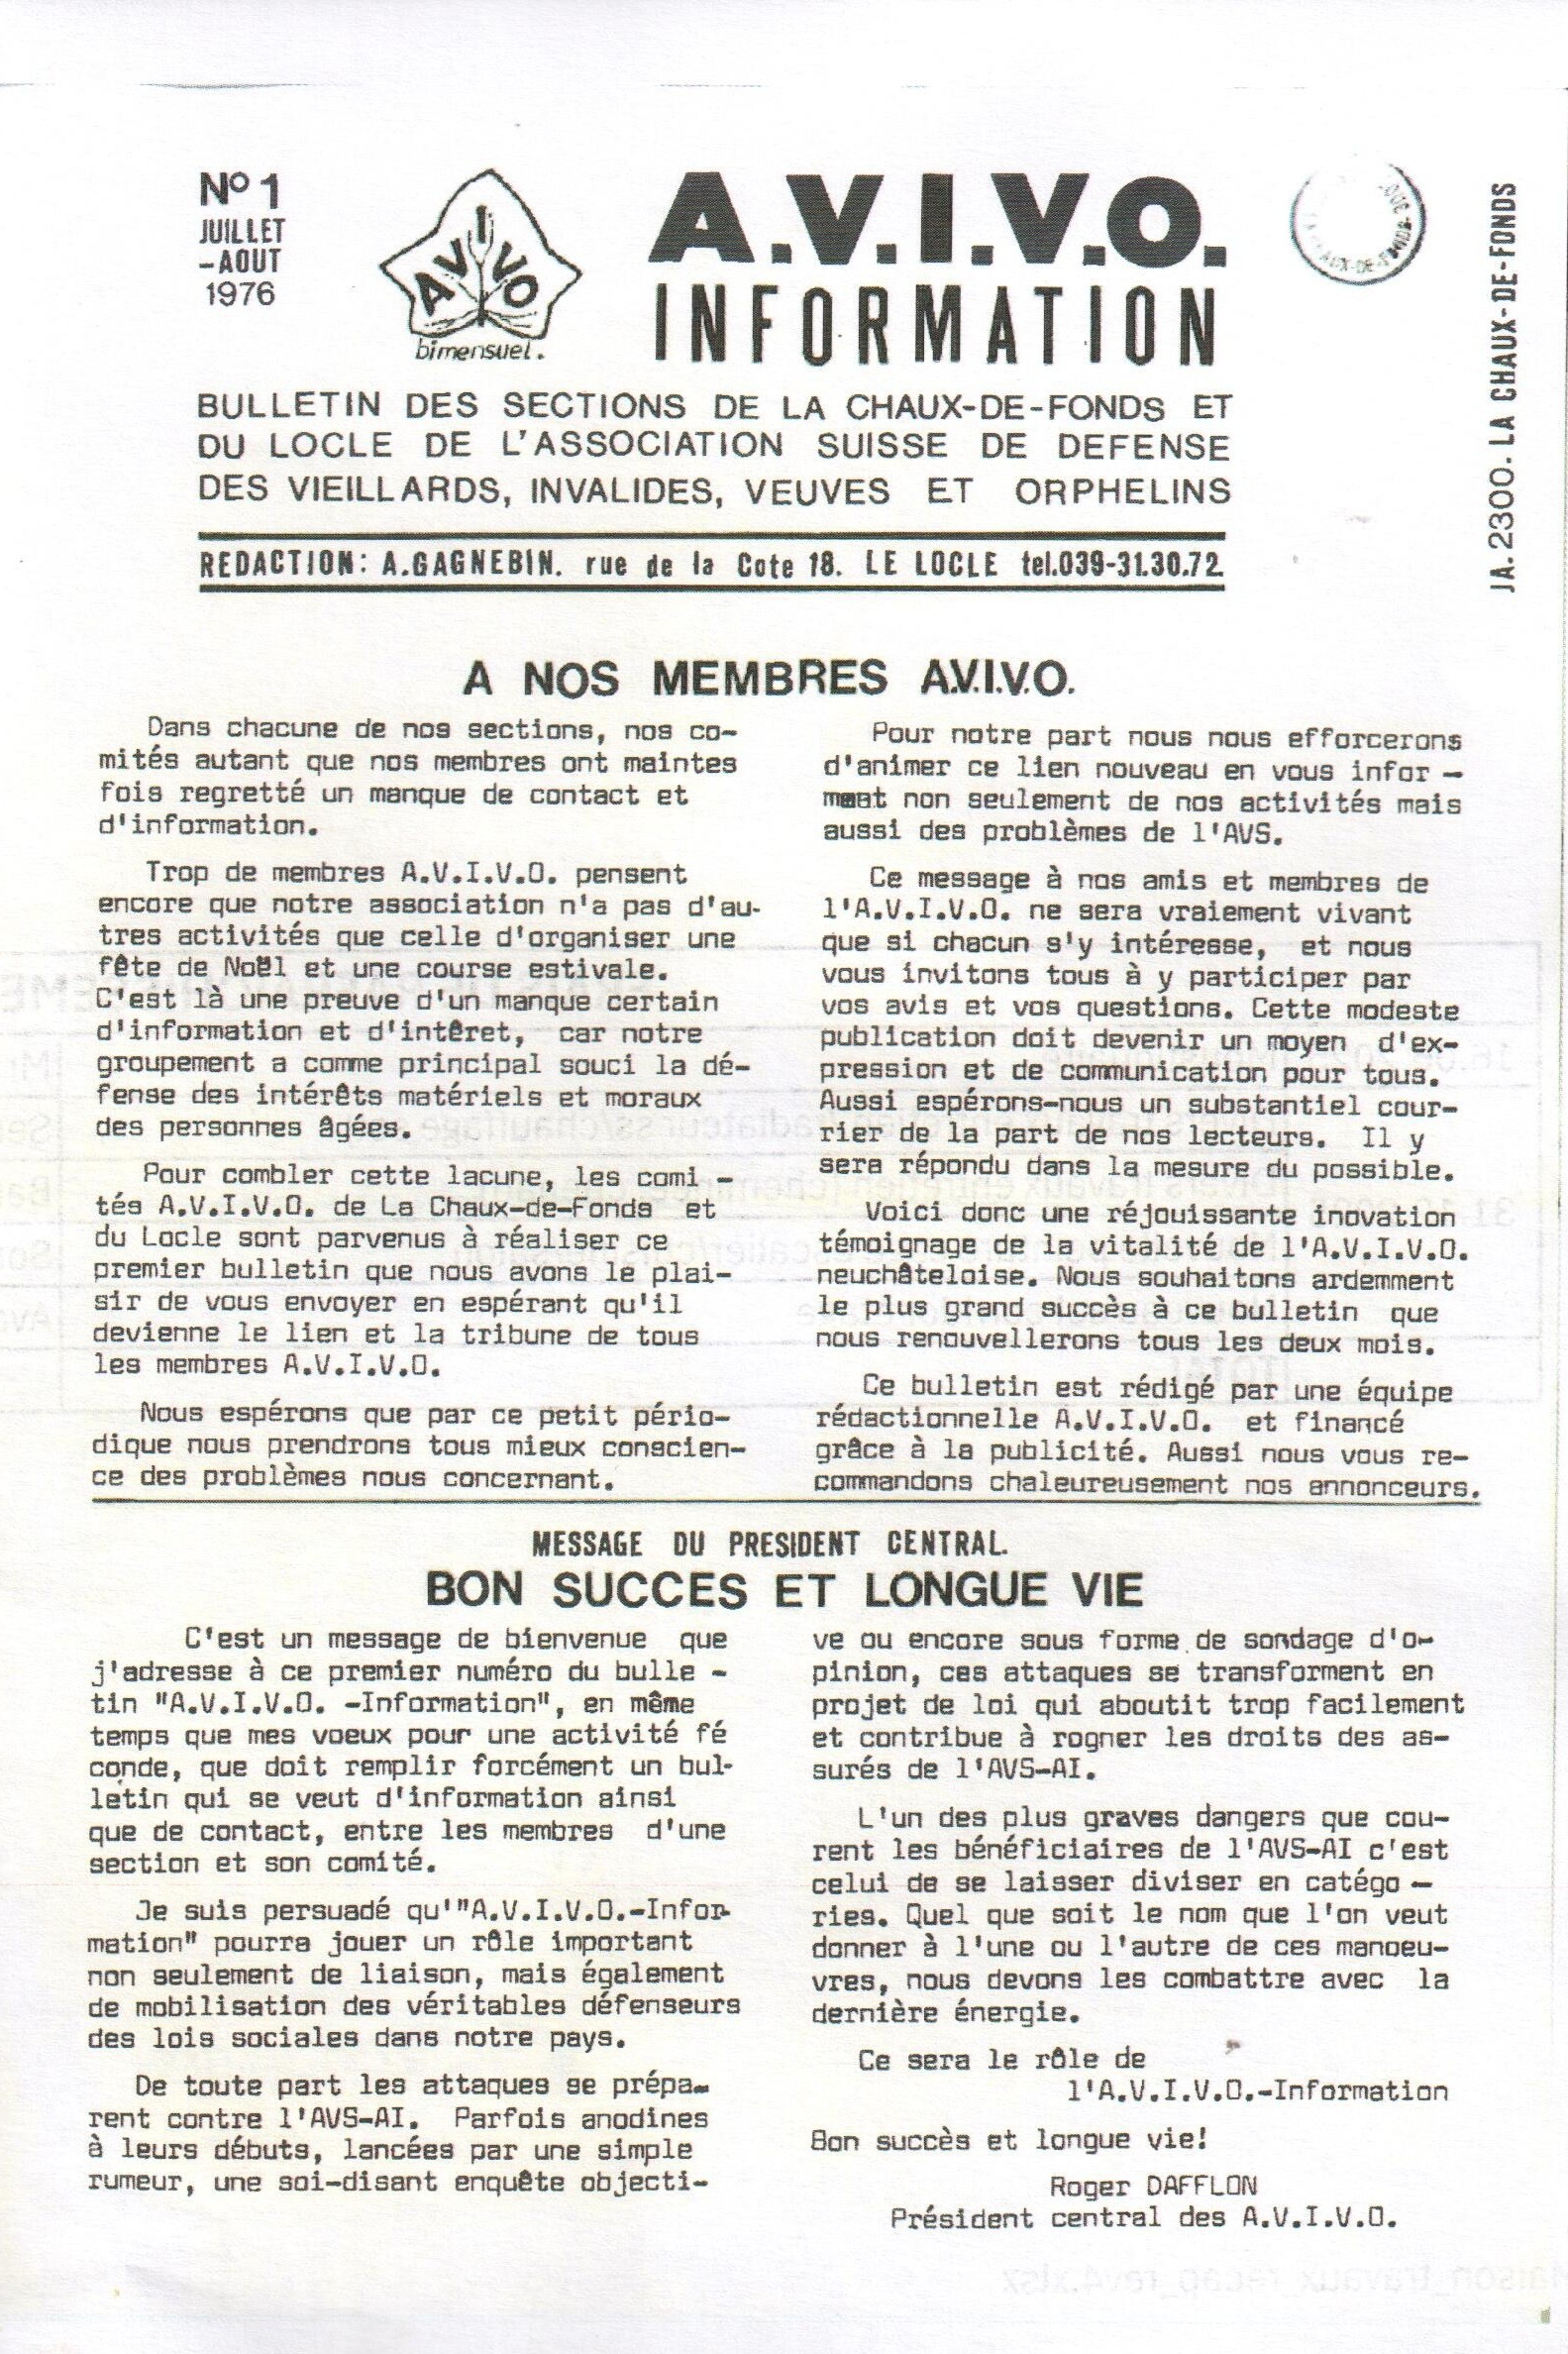 Nº 1
JUILLET
-AOUT
1976
AVIVO
bimensuel.
A.V.I.V.O.
INFORMATION
JA. 2300. LA CHAUX-DE-FONDS
BULLETIN DES SECTIONS DE LA CHAUX-DE-FONDS ET
DU LOCLE DE L'ASSOCIATION SUISSE DE DEFENSE
DES VIEILLARDS, INVALIDES, VEUVES ET ORPHELINS
REDACTION: A.GAGNEBIN. rue de la Cote 18. LE LOCLE tel.039-31.30.72.
A NOS MEMBRES A.V.I.V.O.
Dans chacune de nos sections, nos co-
mités autant que nos membres ont maintes
fois regretté un manque de contact et
d'information.
Trop de membres A.V.I.V.O. pensent
encore que notre association n'a pas d'au-
tres activités que celle d'organiser une
fête de Noël et une course estivale.
C'est là une preuve d'un manque certain
d'information et d'intêret, car notre
groupement a comme principal souci la dé-
fense des intérêts matériels et moraux
des personnes âgées.
Pour combler cette lacune, les comi -
tés A.V.I.V.O. de La Chaux-de-Fonds et
du Locle sont parvenus à réaliser ce
premier bulletin que nous avons le plai-
sir de vous envoyer en espérant qu'il
devienne le lien et la tribune de tous
les membres A.V.I.V.O.
Nous espérons que par ce petit pério-
dique nous prendrons tous mieux conscien-
ce des problèmes nous concernant.
Pour notre part nous nous efforcerons
d'animer ce lien nouveau en vous infor -
mant non seulement de nos activités mais
aussi des problèmes de l'AVS.
Ce message à nos amis et membres de
l'A.V.I.V.O. ne sera vraiement vivant
que si chacun s'y intéresse, et nous
vous invitons tous à y participer par
vos avis et vos questions. Cette modeste
publication doit devenir un moyen d'ex-
pression et de communication pour tous.
Aussi espérons-nous un substantiel cour-
rier de la part de nos lecteurs. Il y
sera répondu dans la mesure du possible.
Voici donc une réjouissante inovation
témoignage de la vitalité de l'A.V.I.V.O.
neuchâteloise. Nous souhaitons ardemment
le plus grand succès à ce bulletin que
nous renouvellerons tous les deux mois.
Ce bulletin est rédigé par une équipe
rédactionnelle A.V.I.V.O. et financé
grâce à la publicité. Aussi nous vous re-
commandons chaleureusement nos annonceurs.
MESSAGE DU PRESIDENT CENTRAL.
BON SUCCES ET LONGUE VIE
C'est un message de bienvenue que
j'adresse à ce premier numéro du bulle -
tin "A.V.I.V.O. -Information", en même
temps que mes voeux pour une activité fé
conde, que doit remplir forcément un bul-
letin qui se veut d'information ainsi
que de contact, entre les membres d'une
section et son comité.
Je suis persuadé qu'"A.V.I.V.O.-Infor-
mation" pourra jouer un rôle important
non seulement de liaison, mais également
de mobilisation des véritables défenseurs
des lois sociales dans notre pays.
De toute part les attaques se prépa-
rent contre l'AVS-AI. Parfois anodines
à leurs débuts, lancées par une simple
rumeur, une soi-disant enquête objecti-
ve ou encore sous forme de sondage d'o-
pinion, ces attaques se transforment en
projet de loi qui aboutit trop facilement
et contribue à rogner les droits des as-
surés de l'AVS-AI.
L'un des plus graves dangers que cou-
rent les bénéficiaires de l'AVS-AI c'est
celui de se laisser diviser en catégo -
ries. Quel que soit le nom que l'on veut
donner à l'une ou l'autre de ces manoeu-
vres, nous devons les combattre avec la
dernière énergie.
Ce sera le rôle de
l'A.V.I.V.O.-Information
Bon succès et longue vie!
Roger DAFFLON
Président central des A.V.I.V.O.